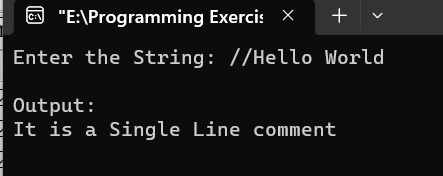 "E:\Programming Exercis
Enter the String: //Hello World
Output:
It is a Single Line comment